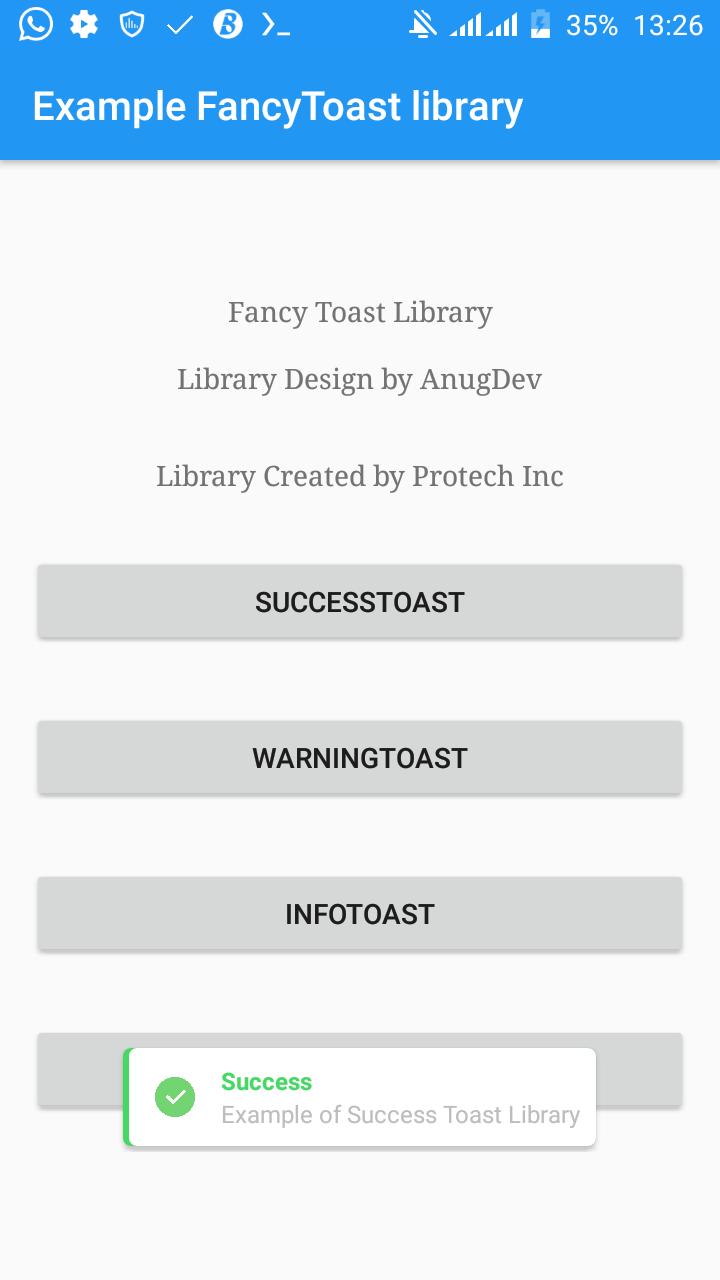 35% 13:26
Example FancyToast library
Fancy Toast Library
Library Design by AnugDev
Library Created by Protech Inc
SUCCESSTOAST
WARNINGTOAST
INFOTOAST
Success
Example of Success Toast Library